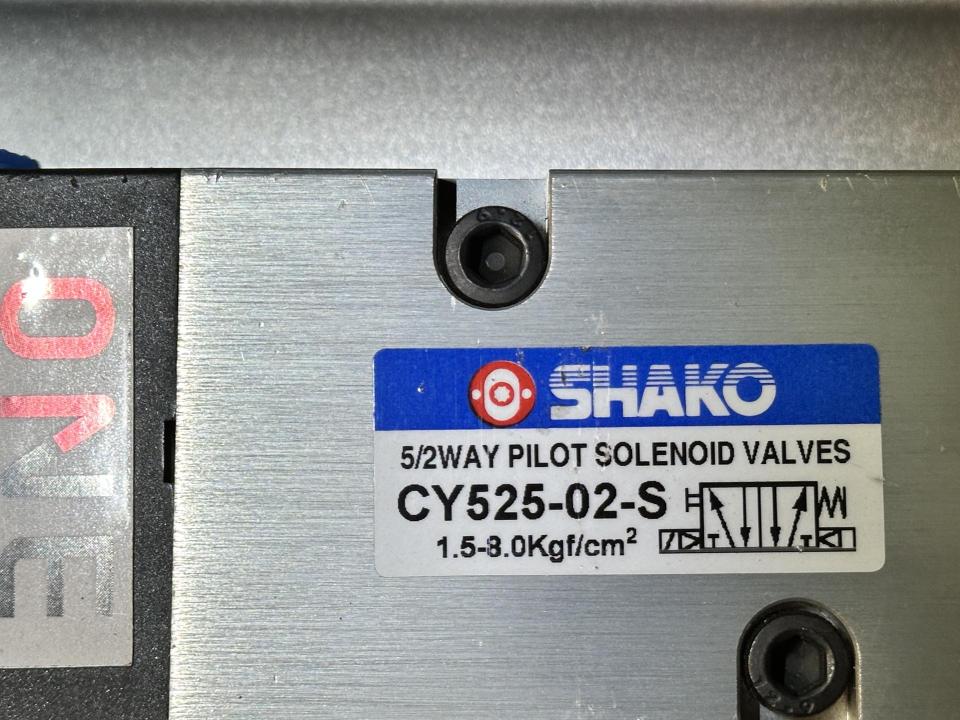 SHAKO
5/2WAY PILOT SOLENOID VALVES
CY525-02-S
1.5-8.0Kgf/cm²